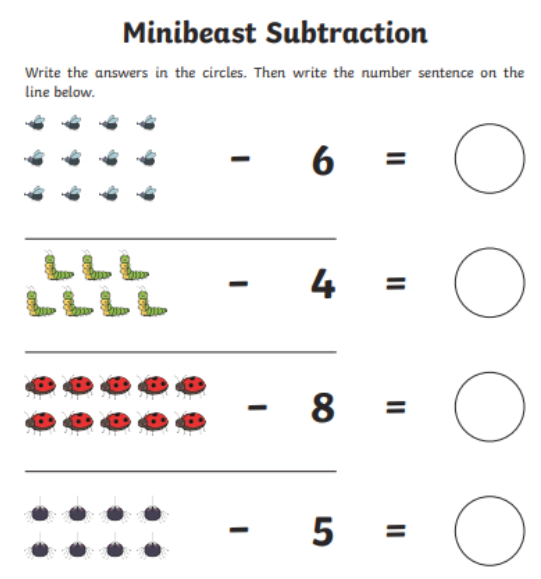 Minibeast Subtraction
Write the answers in the circles. Then write the number sentence on the
line below.
- 6 =
- 4 =
- 8 =
- 5 =